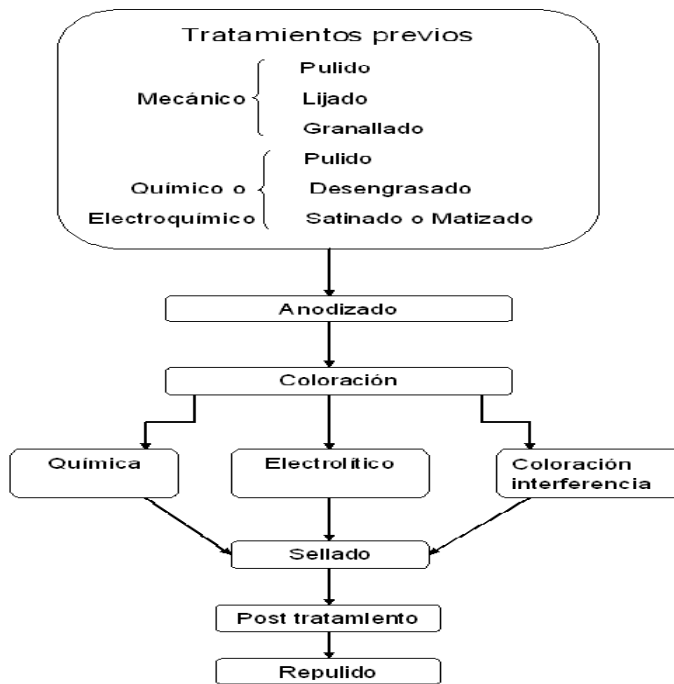 Tratamientos previos
Mecánico
Pulido
Lijado
Granallado
Químico o
Electroquímico
Pulido
Desengrasado
Satinado o Matizado
Anodizado
Coloración
Química
Electrolítico
Coloración
interferencia
Sellado
Post tratamiento
Repulido